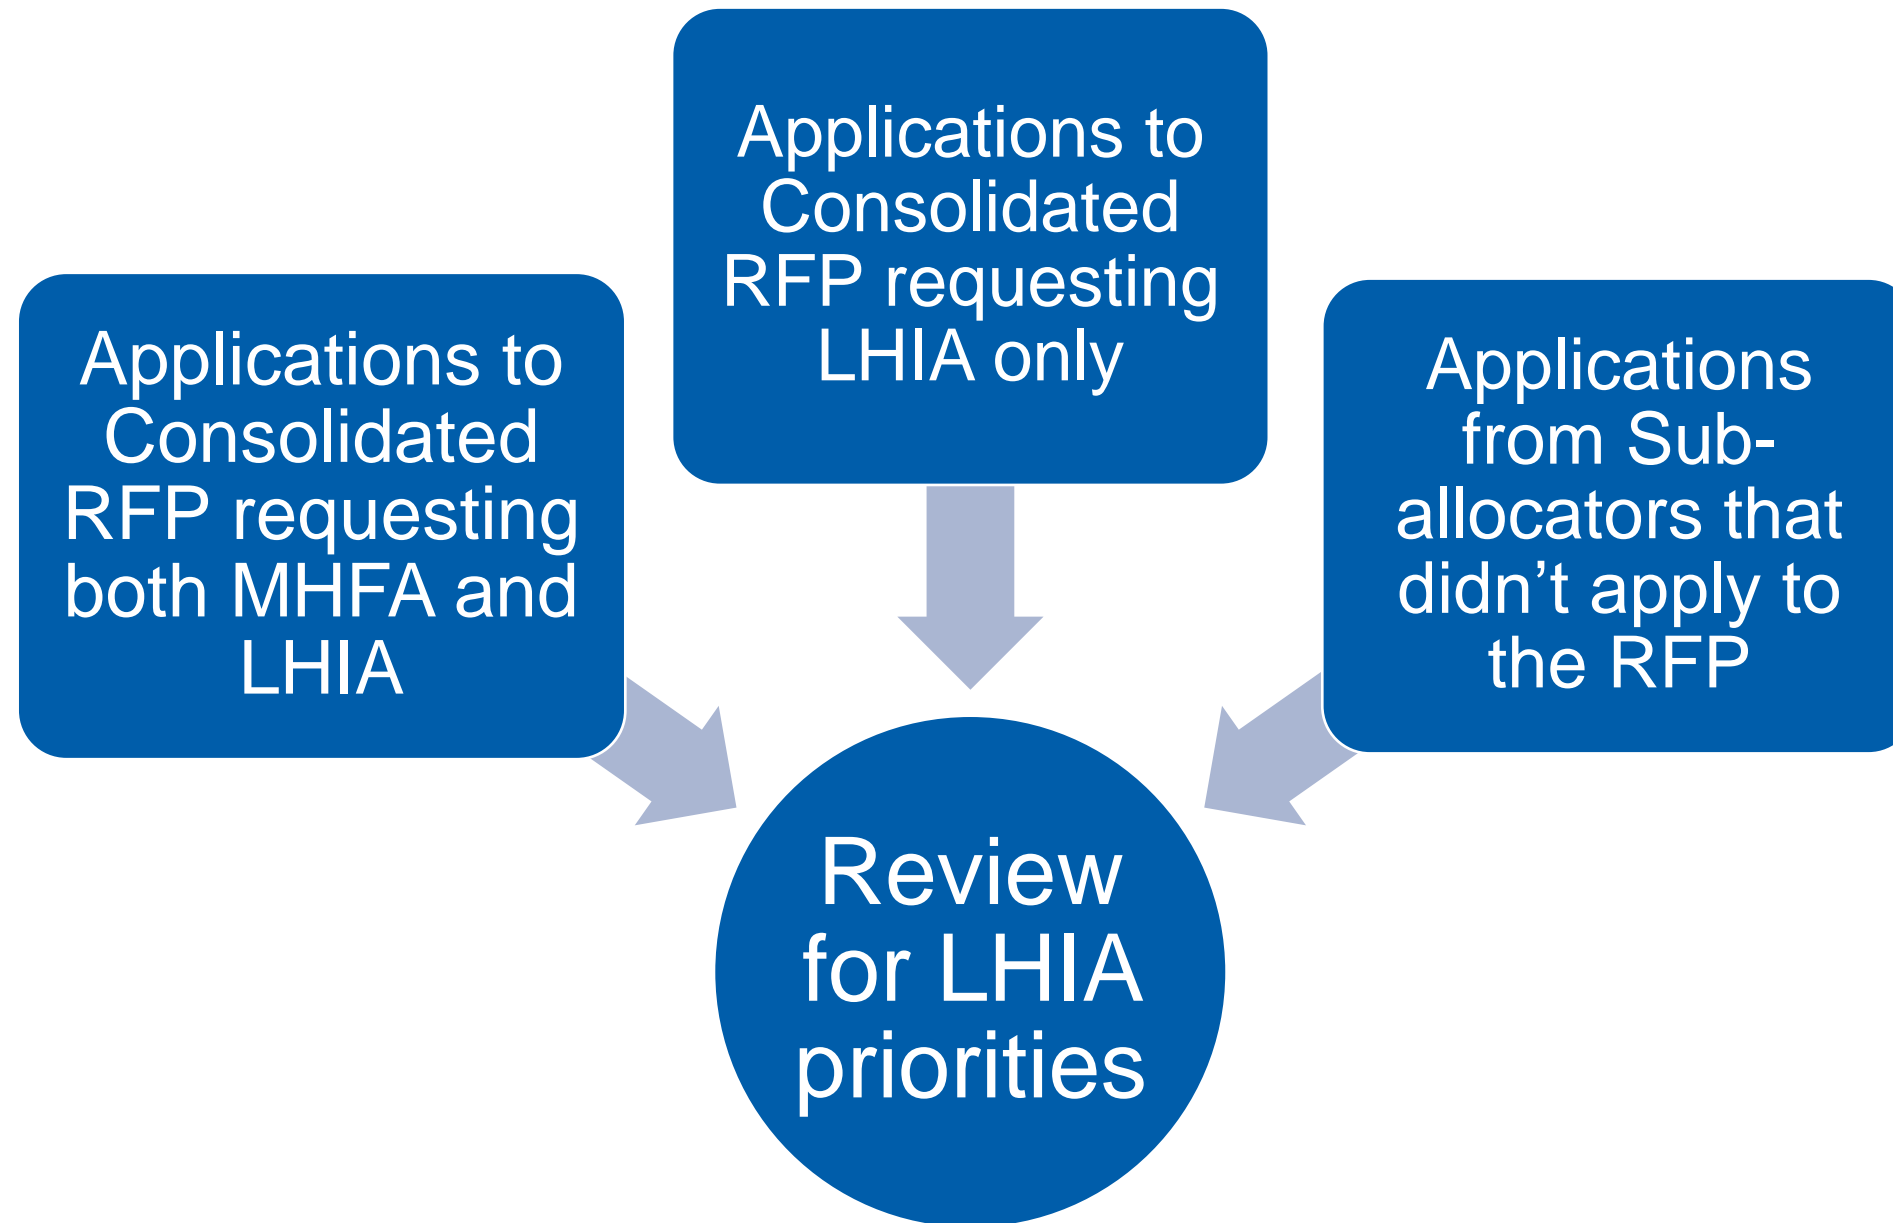 Applications to
Consolidated
RFP requesting
both MHFA and
LHIA
Applications to
Consolidated
RFP requesting
LHIA only
Applications
from Sub-
allocators that
didn’t apply to
the RFP
Review
for LHIA
priorities